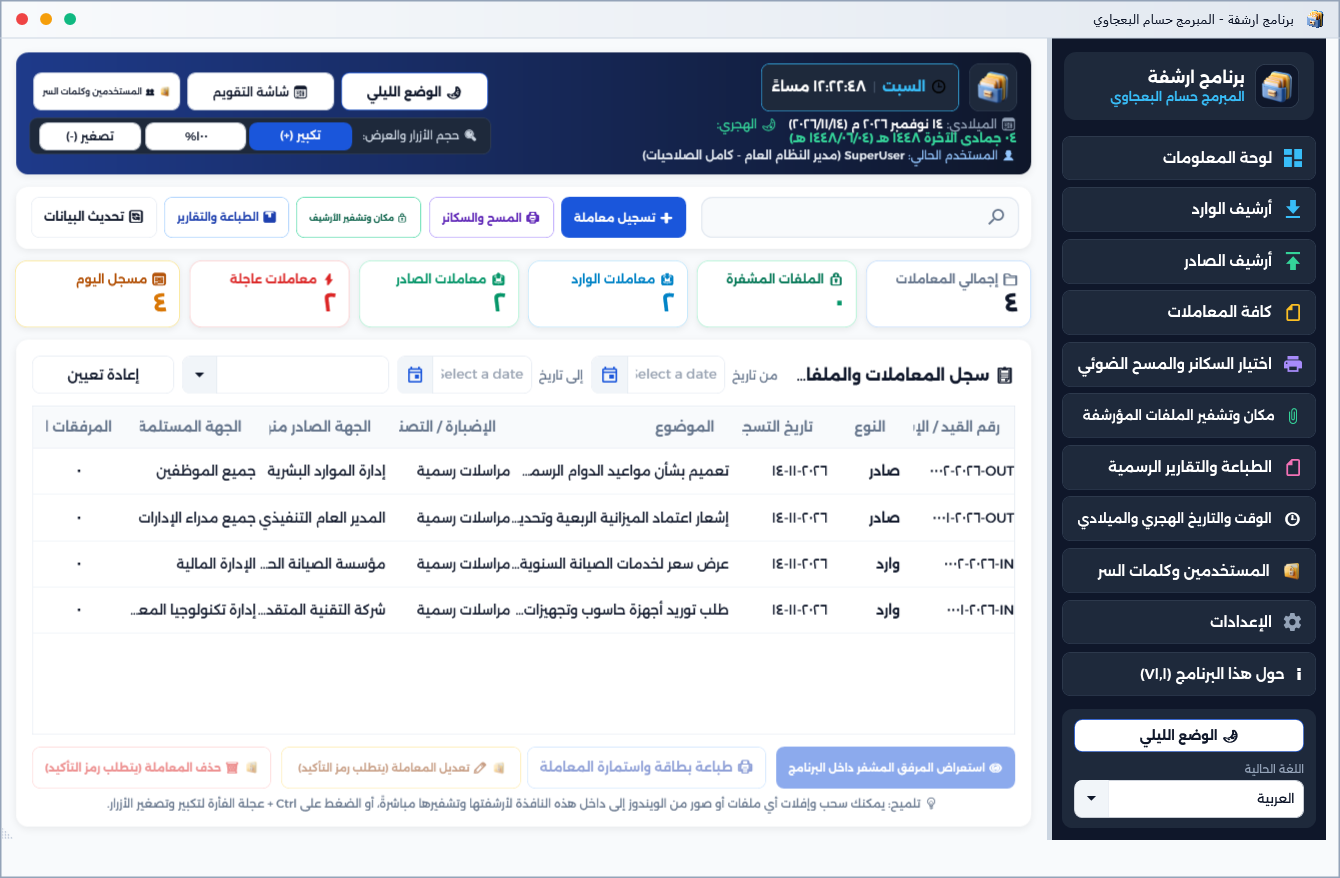 برنامج ارشفة - المبرمج حسام البعجاوي
برنامج ارشفة
المبرمج حسام البعجاوي
لوحة المعلومات
أرشيف الوارد
أرشيف الصادر
كافة المعاملات
اختيار السكانر والمسح الضوئي
مكان وتشفير الملفات المؤرشفة
الطباعة والتقارير الرسمية
الوقت والتاريخ الهجري والميلادي
المستخدمين وكلمات السر
الإعدادات
حول هذا البرنامج (V١,١)
الوضع الليلي
اللغة الحالية
العربية
السبت | ١٢:٢٢:٤٨ مساءً
الميلادي: ١٤ نوفمبر ٢٠٢٦ م (٢٠٢٦/١١/١٤) الهجري:
٠٤ جمادى الآخرة ١٤٤٨ هـ (١٤٤٨/٠٦/٠٤ هـ)
المستخدم الحالي: SuperUser (مدير النظام العام - كامل الصلاحيات)
الوضع الليلي
شاشة التقويم
المستخدمين وكلمات السر
حجم الأزرار والعرض:
تكبير (+)
١٠٠%
تصغير (-)
تسجيل معاملة
المسح والسكانر
مكان وتشفير الأرشيف
الطباعة والتقارير
تحديث البيانات
إجمالي المعاملات
٤
الملفات المشفرة
٠
معاملات الوارد
٢
معاملات الصادر
٢
معاملات عاجلة
٢
مسجل اليوم
٤
سجل المعاملات والملفا...
من تاريخ
Select a date
إلى تاريخ
Select a date
إعادة تعيين
رقم القيد / الإ النوع تاريخ التسج الموضوع الإضبارة / التصن الجهة الصادر من الجهة المستلمة المرفقات ا
OUT-٢٠٢٦-٠٠٠٢ صادر ٢٠٢٦-١١-١٤ تعميم بشأن مواعيد الدوام الرسم... مراسلات رسمية إدارة الموارد البشرية جميع الموظفين ٠
OUT-٢٠٢٦-٠٠٠١ صادر ٢٠٢٦-١١-١٤ إشعار اعتماد الميزانية الربعية وتحدي... مراسلات رسمية المدير العام التنفيذي جميع مدراء الإدارات ٠
IN-٢٠٢٦-٠٠٠٢ وارد ٢٠٢٦-١١-١٤ عرض سعر لخدمات الصيانة السنوية... مراسلات رسمية مؤسسة الصيانة الحـ... الإدارة المالية ٠
IN-٢٠٢٦-٠٠٠١ وارد ٢٠٢٦-١١-١٤ طلب توريد أجهزة حاسوب وتجهيزات... مراسلات رسمية شركة التقنية المتقد... إدارة تكنولوجيا المعـ... ٠
استعراض المرفق المشفر داخل البرنامج
طباعة بطاقة واستمارة المعاملة
تعديل المعاملة (يتطلب رمز التأكيد)
حذف المعاملة (يتطلب رمز التأكيد)
تلميح: يمكنك سحب وإفلات أي ملفات أو صور من الويندوز إلى داخل هذه النافذة لأرشفتها وتشفيرها مباشرةً، أو الضغط على Ctrl + عجلة الفأرة لتكبير وتصغير الأزرار.